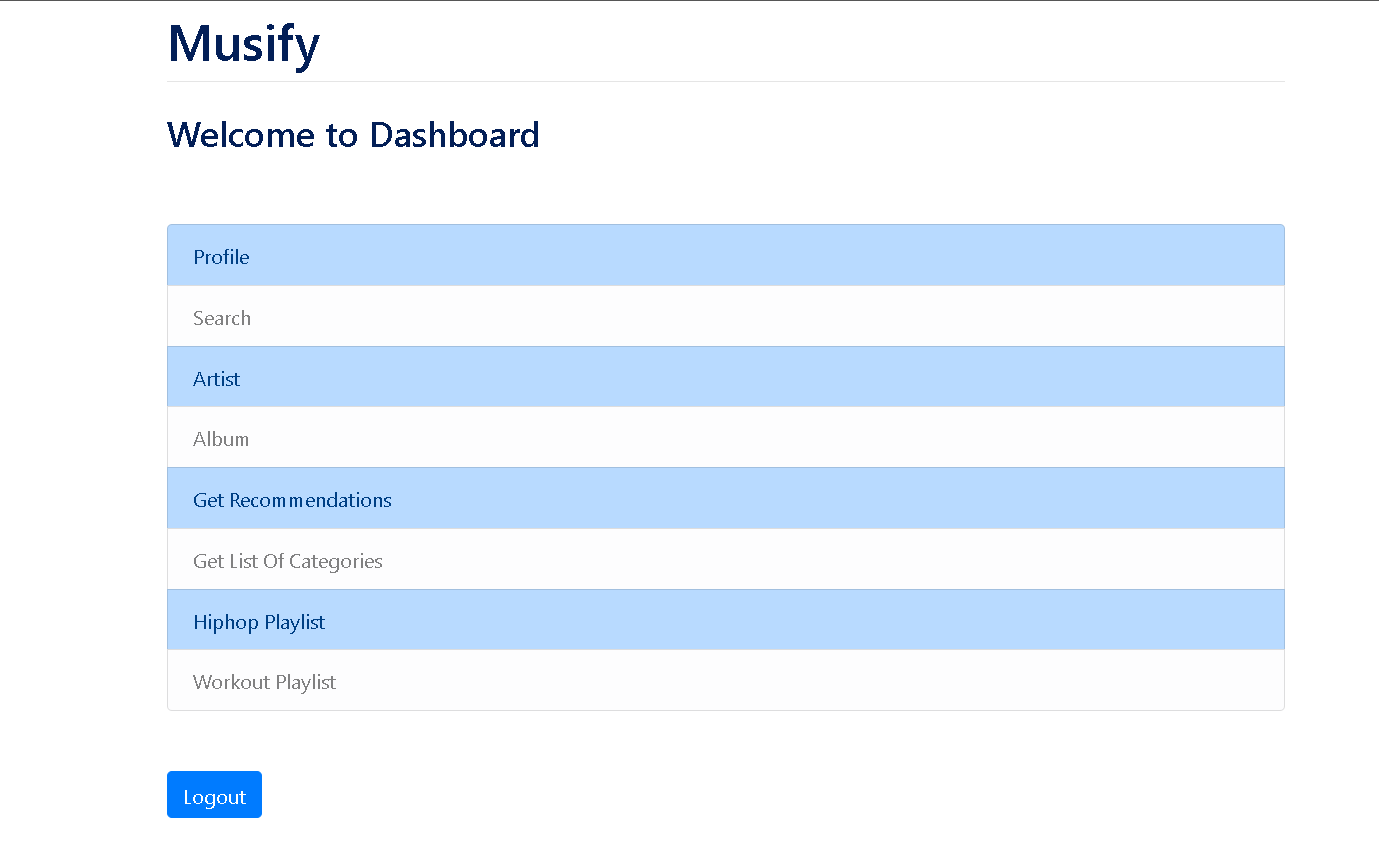 Musify
Welcome to Dashboard
Profile
Search
Artist
Album
Get Recommendations
Get List Of Categories
Hiphop Playlist
Workout Playlist
Logout